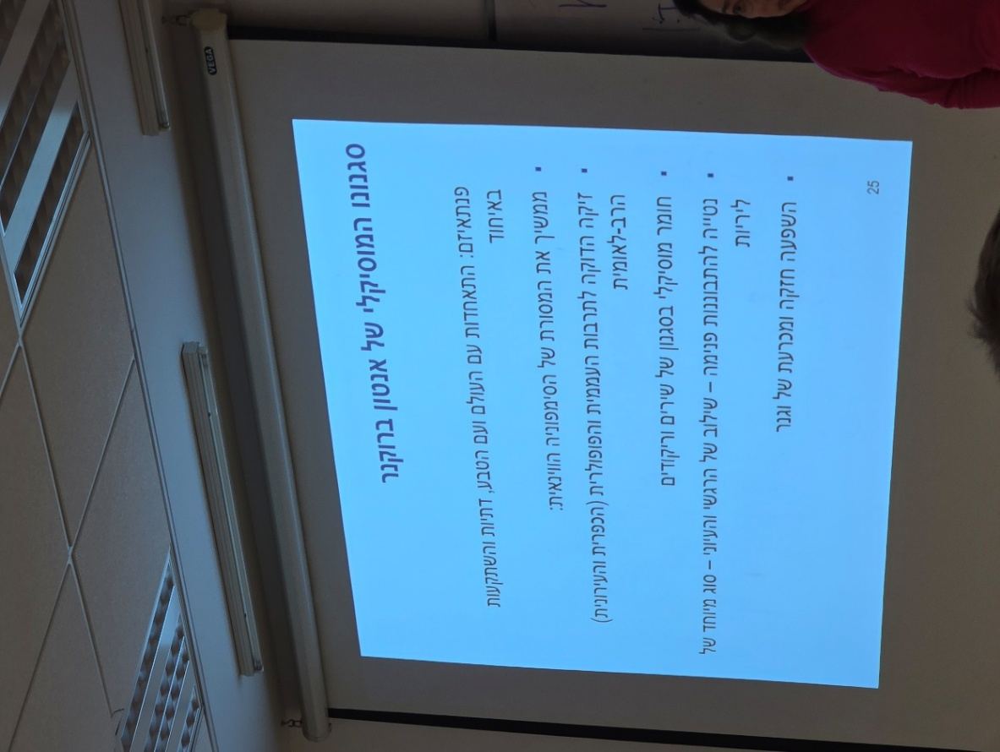 VEGA
סגנונו המוסיקלי של אנטון ברוקנר
פנתאיזם: התאחדות עם העולם ועם הטבע, דתיות והשתקעות
באיחוד
▪ ממשיך את המסורת של הסימפוניה הווינאית:
▪ זיקה הדוקה לתרבות העממית והפופולרית (הכפרית והעירונית)
הרב-לאומית
▪ חומר מוסיקלי בסגנון של שירים וריקודים
▪ נטייה להתבוננות פנימה – שילוב של הרגשי והעיוני – סוג מיוחד של
ליריות
▪ השפעה חזקה ומכרעת של וגנר
25